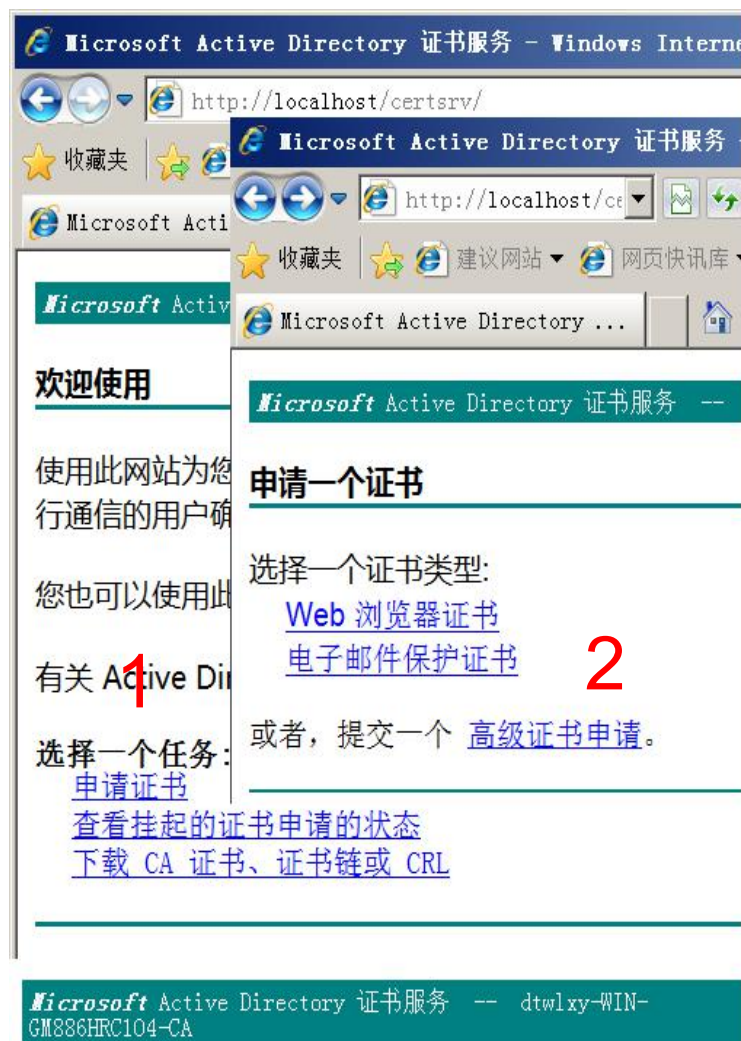 Microsoft Active Directory 证书服务 - Windows Interne
http://localhost/certsrv/
收藏夹
Microsoft Acti
Microsoft Activ
欢迎使用
使用此网站为您
行通信的用户确
您也可以使用此
有关 Active Dir
1
选择一个任务:
申请证书
查看挂起的证书申请的状态
下载 CA 证书、证书链或 CRL
Microsoft Active Directory 证书服务 -
http://localhost/ce
收藏夹 建议网站 网页快讯库
Microsoft Active Directory ...
Microsoft Active Directory 证书服务 --
申请一个证书
选择一个证书类型:
Web 浏览器证书
电子邮件保护证书
2
或者，提交一个 高级证书申请。
Microsoft Active Directory 证书服务 -- dtwlxy-WIN-
GM886HRC104-CA